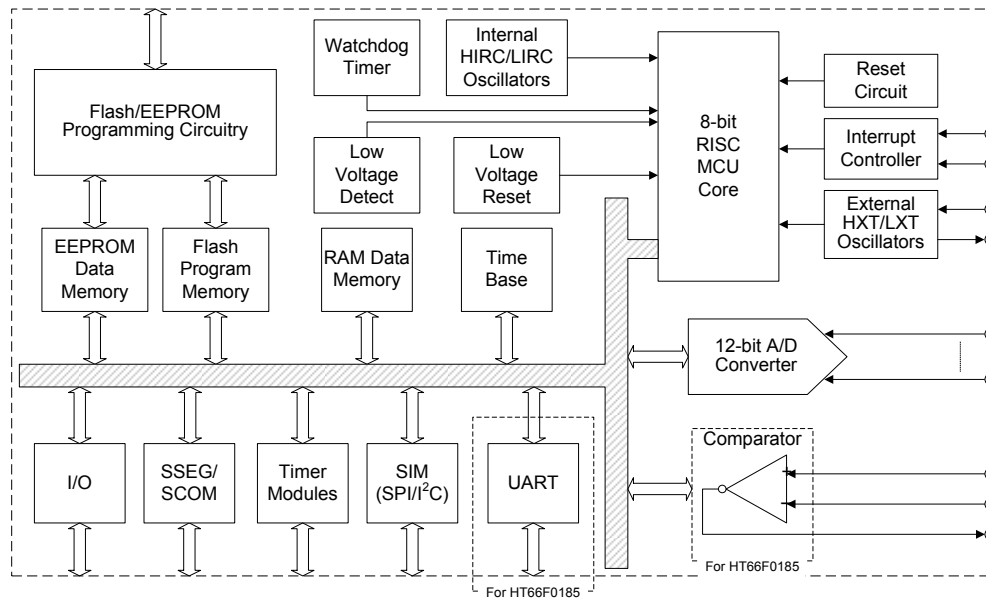 Flash/EEPROM
Programming Circuitry
Watchdog
Timer
Internal
HIRC/LIRC
Oscillators
8-bit
RISC
MCU
Core
Reset
Circuit
Low
Voltage
Detect
Low
Voltage
Reset
Interrupt
Controller
External
HXT/LXT
Oscillators
EEPROM
Data
Memory
Flash
Program
Memory
RAM Data
Memory
Time
Base
12-bit A/D
Converter
I/O
SSEG/
SCOM
Timer
Modules
SIM
(SPI/I²C)
UART
For HT66F0185
Comparator
+
-
For HT66F0185